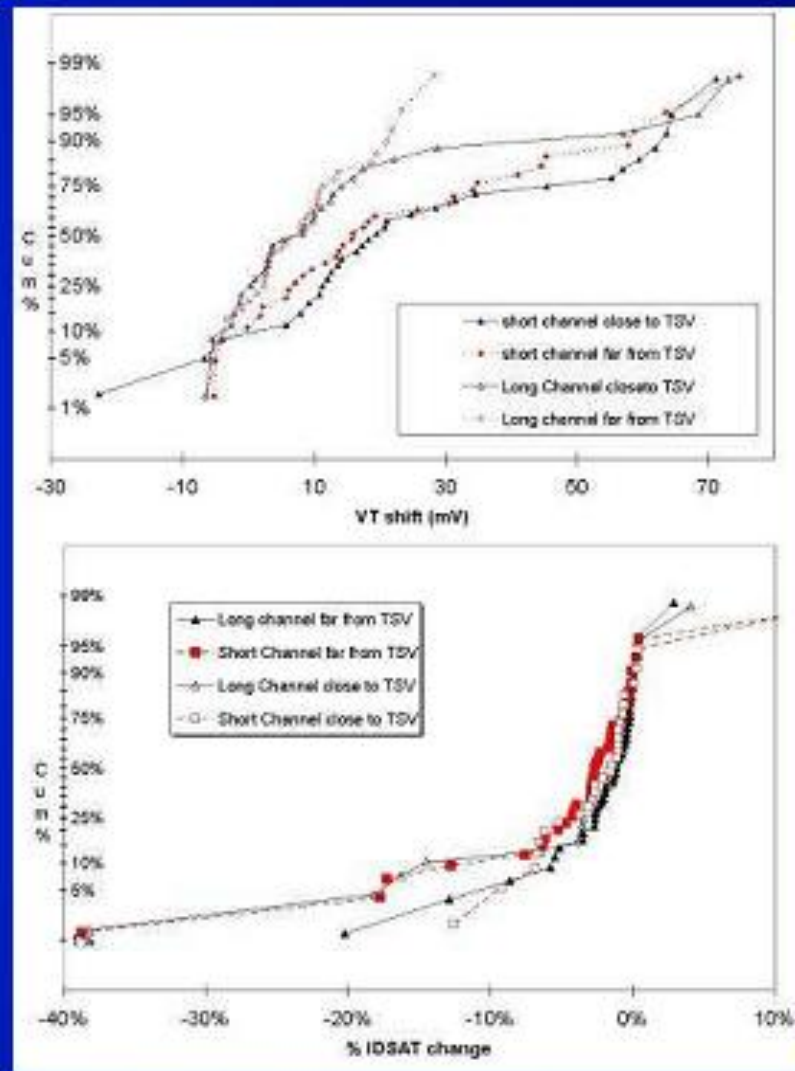 99%
95%
90%
75%
50%
25%
10%
5%
1%
Cum%
short channel close to TSV
short channel far from TSV
Long Channel closeto TSV
Long channel far from TSV
-30 -10 10 30 50 70
VT shift (mV)
99%
95%
90%
75%
50%
25%
10%
5%
1%
Cum%
Long channel far from TSV
Short Channel far from TSV
Long Channel close to TSV
Short Channel close to TSV
-40% -30% -20% -10% 0% 10%
% IDSAT change